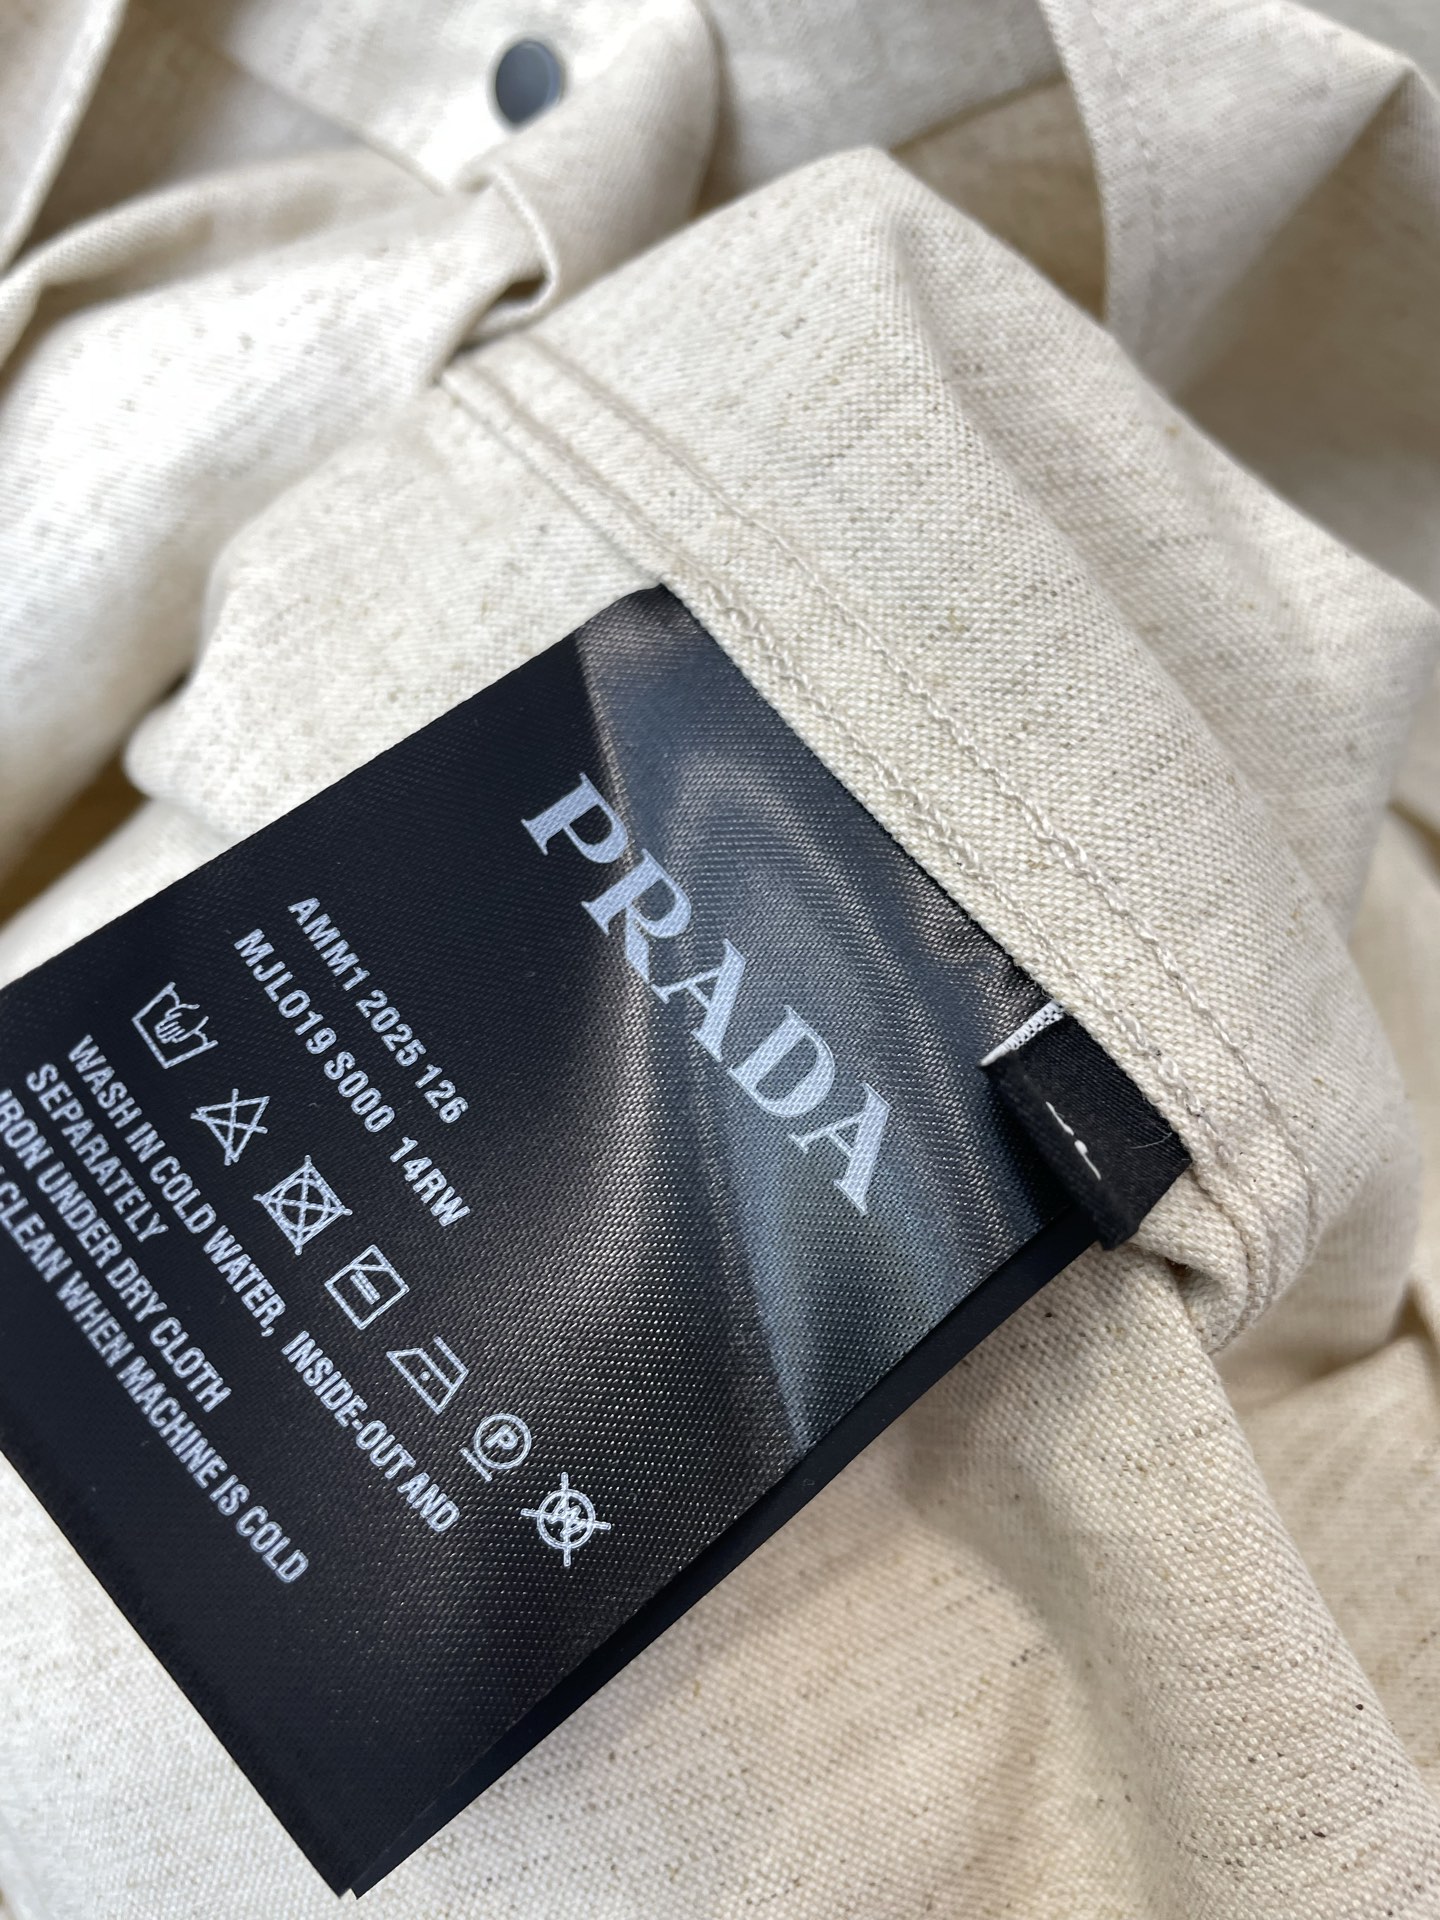 PRADA
AMM1 2025 126
MJL019 S000 14RW
P
W
WASH IN COLD WATER, INSIDE-OUT AND
SEPARATELY
IRON UNDER DRY CLOTH
CLEAN WHEN MACHINE IS COLD